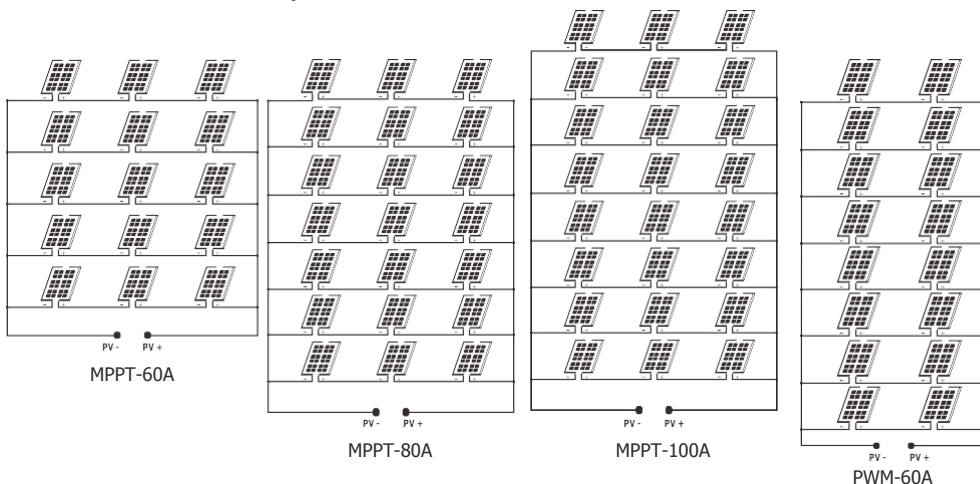 PV - PV +
MPPT-60A
PV - PV +
MPPT-80A
PV - PV +
MPPT-100A
PV - PV +
PWM-60A